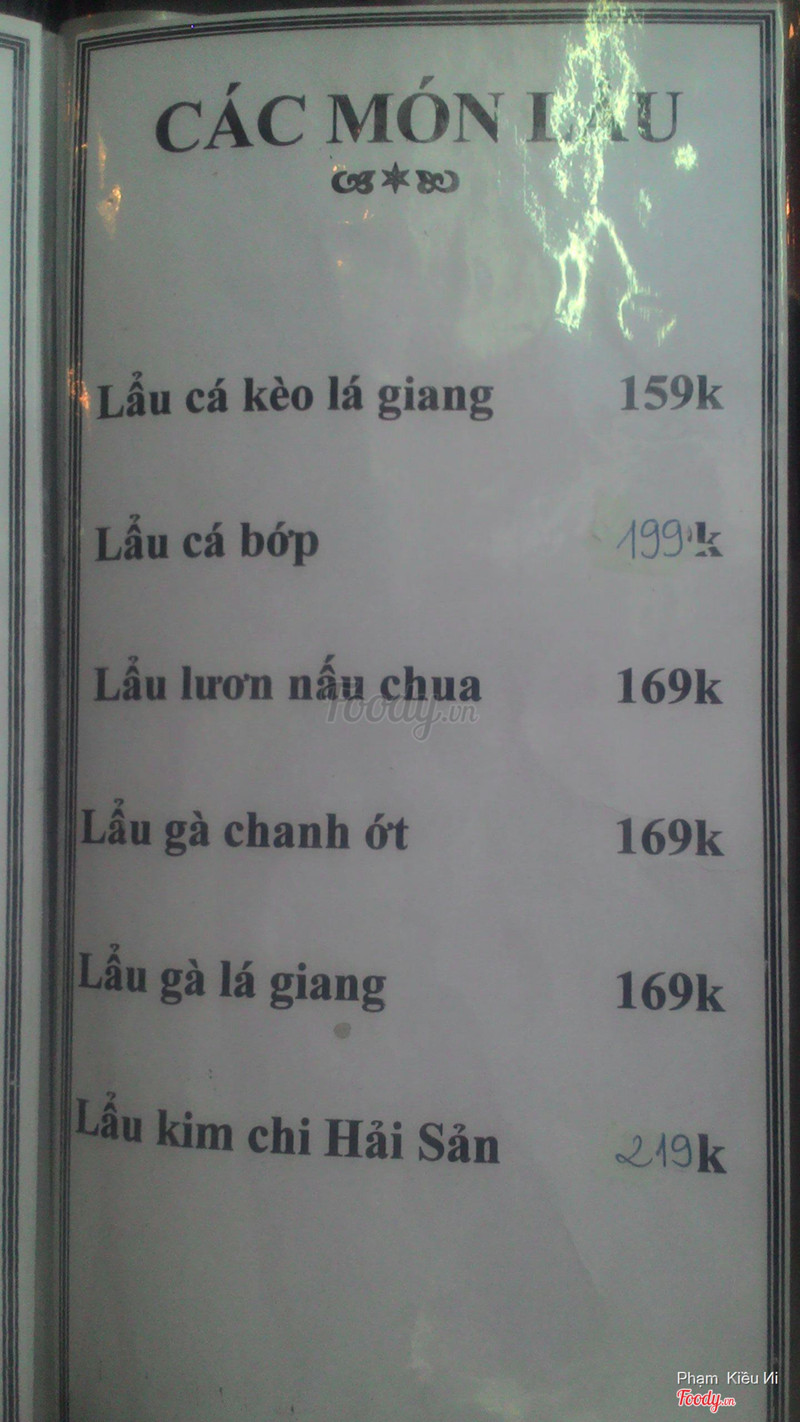 CÁC MÓN LẨU
Lẩu cá kèo lá giang 159k
Lẩu cá bớp 199k
Lẩu lươn nấu chua 169k
foody.vn
Lẩu gà chanh ớt 169k
Lẩu gà lá giang 169k
Lẩu kim chi Hải Sản 219k
Phạm Kiều Иi
Foody.vn